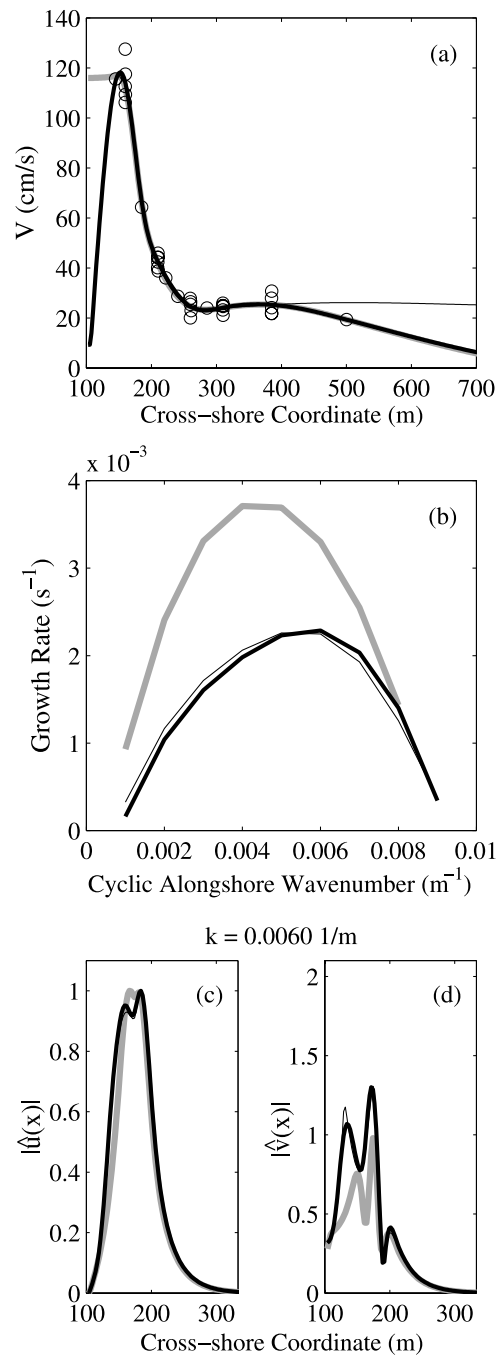 140
120
100
80
60
40
20
0
V (cm/s)
(a)
100 200 300 400 500 600 700
Cross−shore Coordinate (m)
x 10⁻³
4
3
2
1
0
Growth Rate (s⁻¹)
(b)
0 0.002 0.004 0.006 0.008 0.01
Cyclic Alongshore Wavenumber (m⁻¹)
k = 0.0060 1/m
1
0.8
0.6
0.4
0.2
0
|û(x)|
(c)
100 200 300
2
1.5
1
0.5
0
|v̂(x)|
(d)
100 200 300
Cross−shore Coordinate (m)